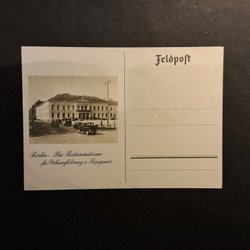 Feldpost
Berlin - Das Reichsministerium
für Volksaufklärung u. Propaganda